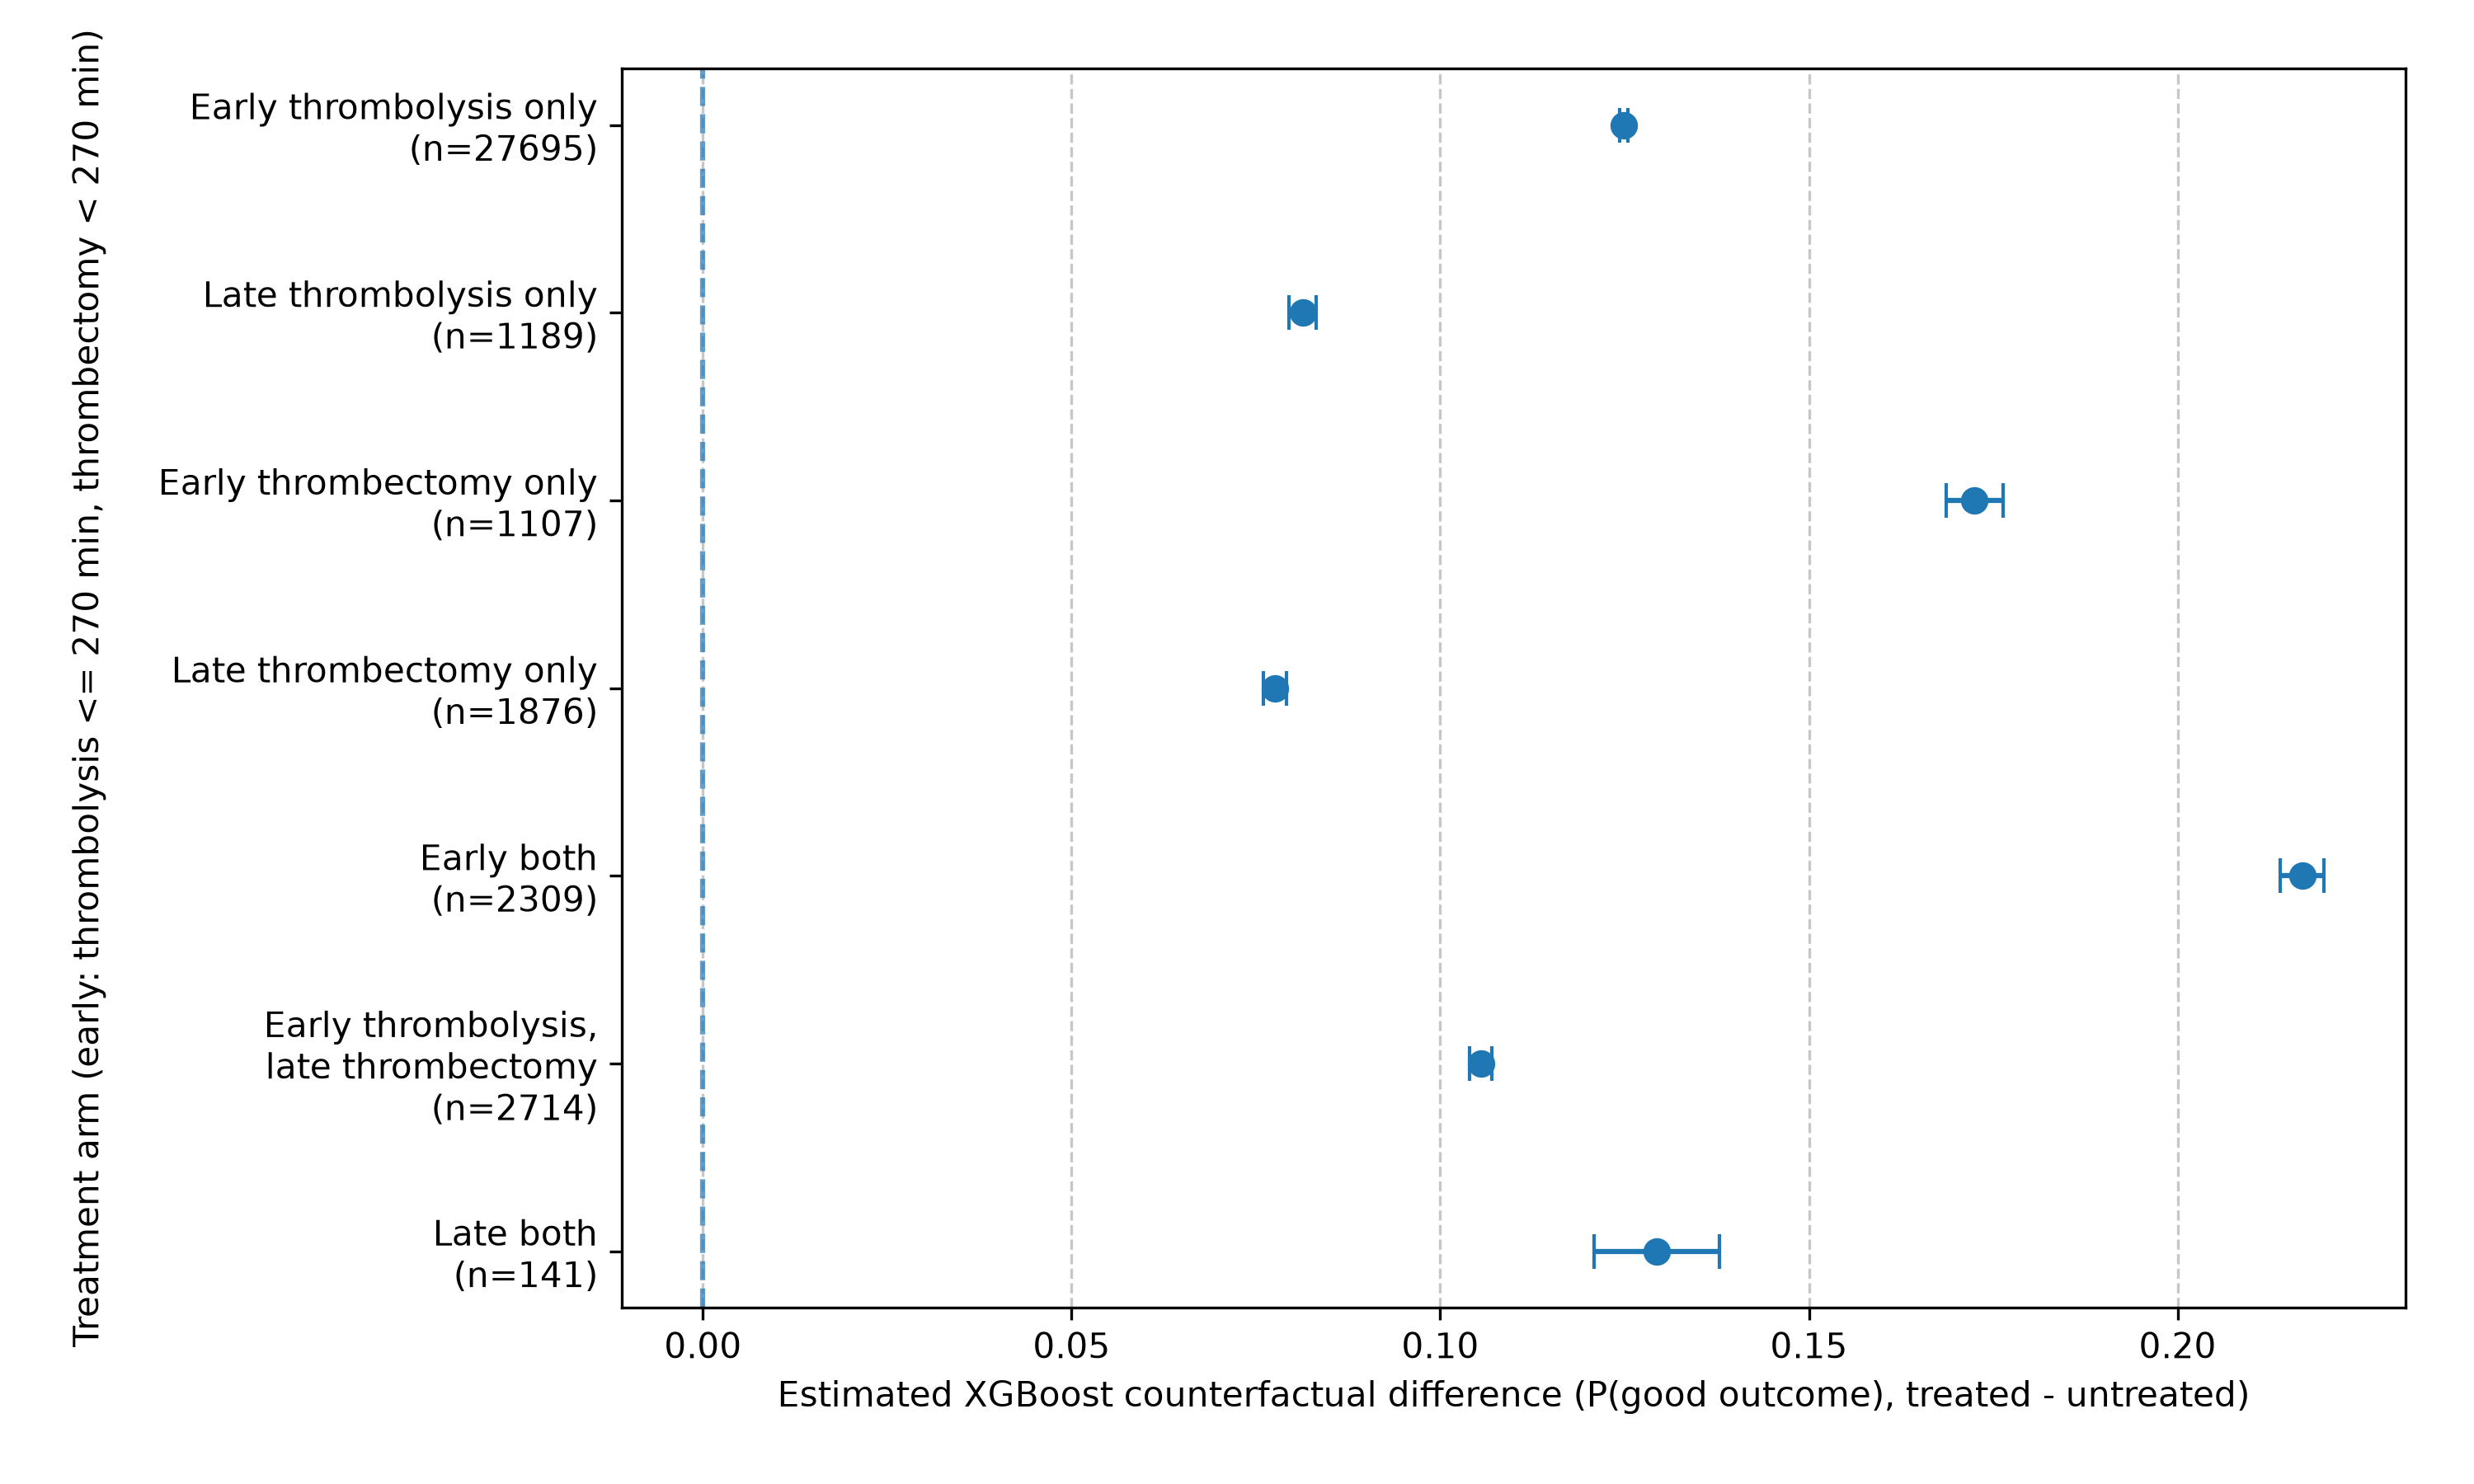 Treatment arm (early: thrombolysis <= 270 min, thrombectomy < 270 min)
Early thrombolysis only
(n=27695)
Late thrombolysis only
(n=1189)
Early thrombectomy only
(n=1107)
Late thrombectomy only
(n=1876)
Early both
(n=2309)
Early thrombolysis,
late thrombectomy
(n=2714)
Late both
(n=141)
0.00
0.05
0.10
0.15
0.20
Estimated XGBoost counterfactual difference (P(good outcome), treated - untreated)